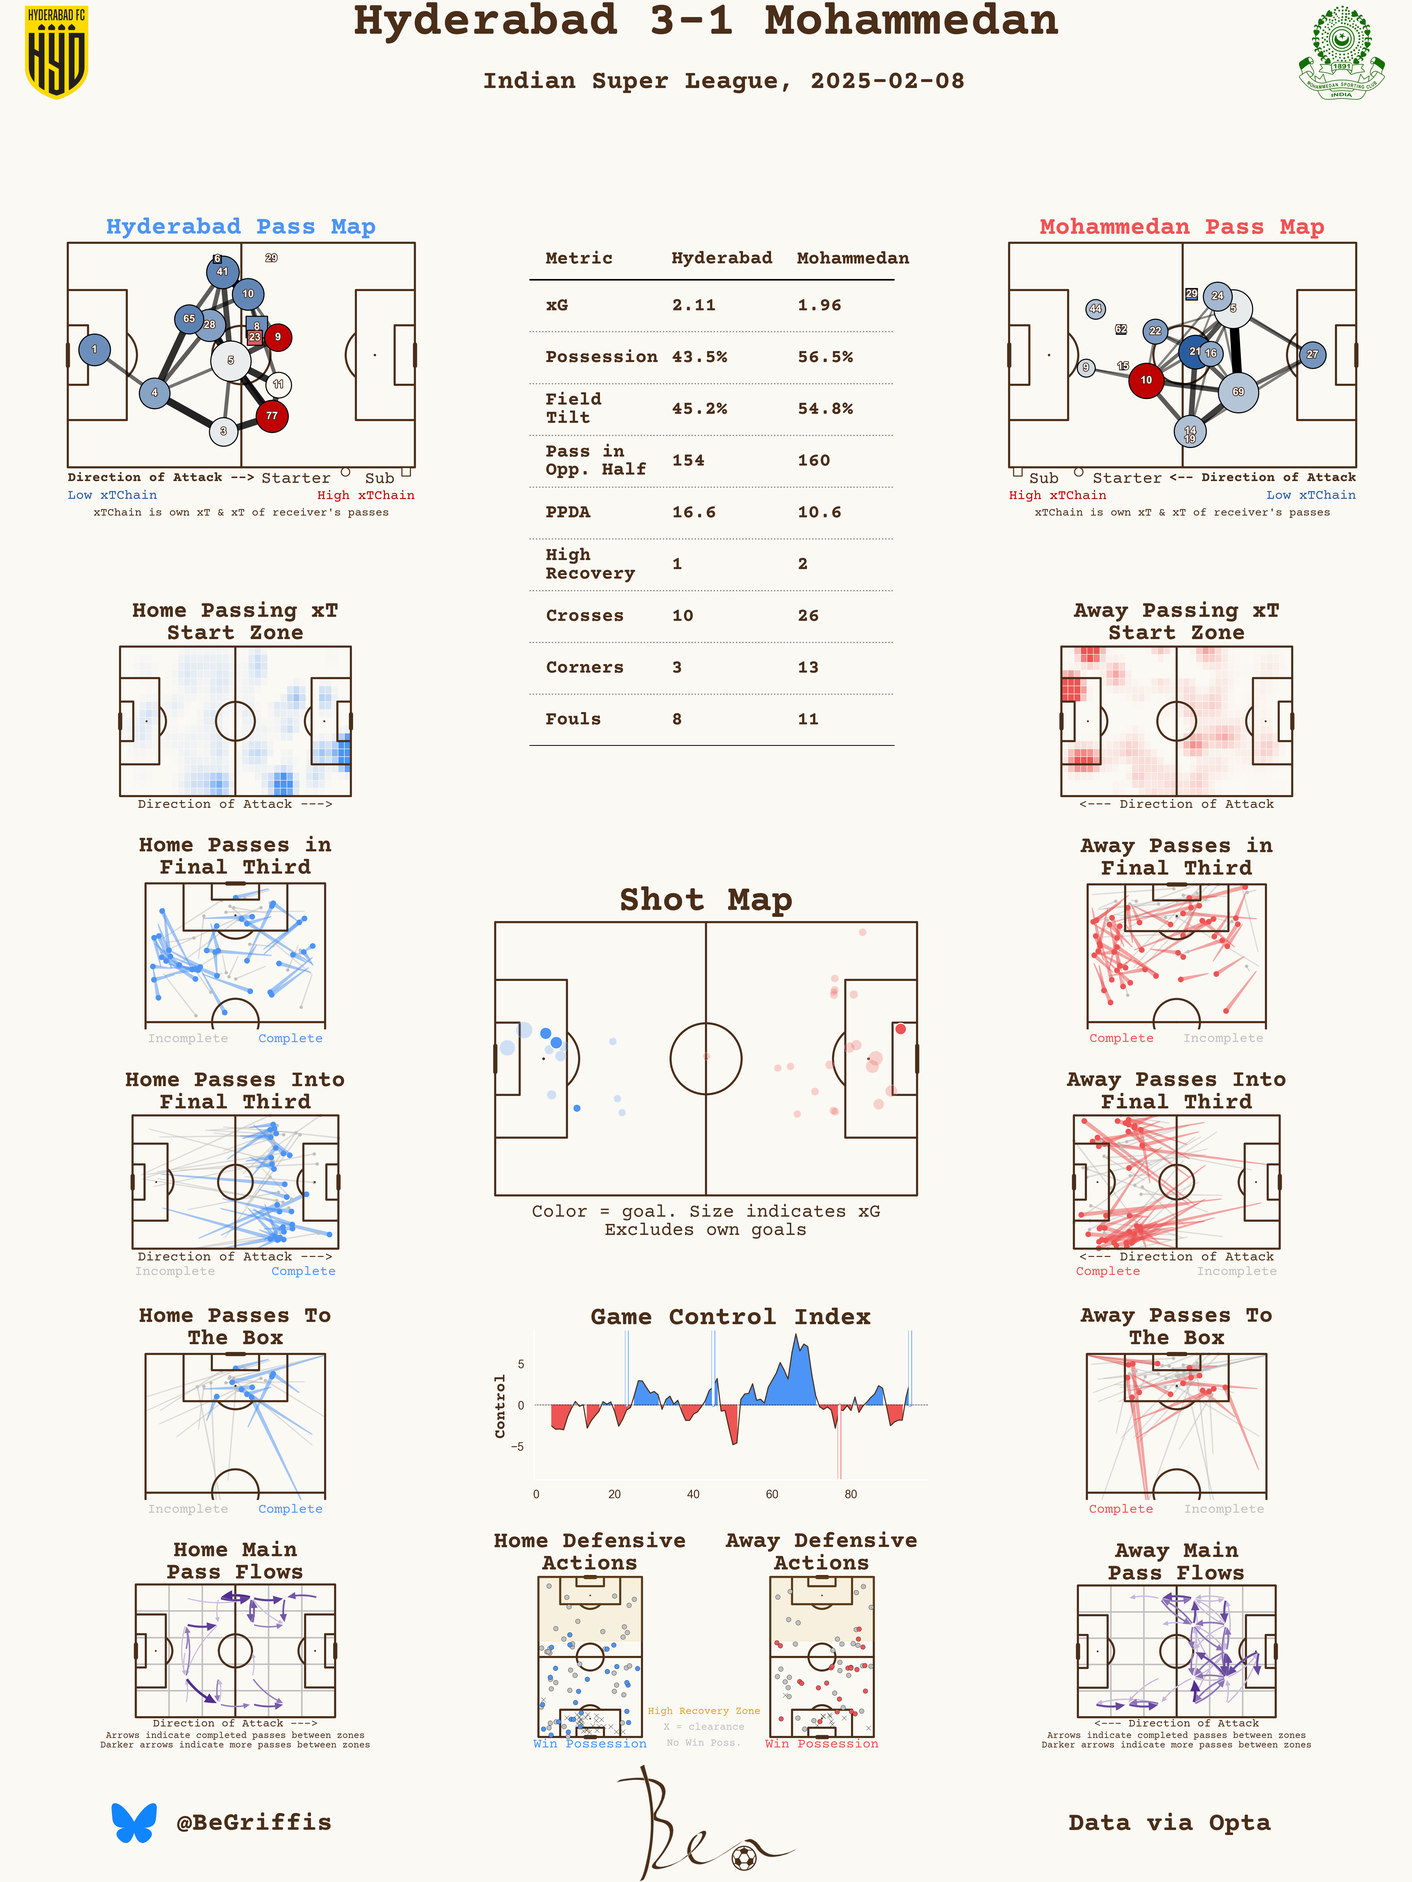 Hyderabad 3-1 Mohammedan
Indian Super League, 2025-02-08
HYDERABAD FC
HYD
1891
MOHAMMEDAN SPORTING CLUB
INDIA
Hyderabad Pass Map
6
41
29
10
65
28
8
23
9
1
5
11
4
77
3
Direction of Attack --> Starter Sub
Low xTChain High xTChain
xTChain is own xT & xT of receiver's passes
Metric Hyderabad Mohammedan
xG 2.11 1.96
Possession 43.5% 56.5%
Field
Tilt 45.2% 54.8%
Pass in
Opp. Half 154 160
PPDA 16.6 10.6
High
Recovery 1 2
Crosses 10 26
Corners 3 13
Fouls 8 11
Mohammedan Pass Map
29
24
44
5
62
22
21
16
27
9
15
10
69
14
19
Sub Starter <-- Direction of Attack
High xTChain Low xTChain
xTChain is own xT & xT of receiver's passes
Home Passing xT
Start Zone
Direction of Attack --->
Away Passing xT
Start Zone
<--- Direction of Attack
Home Passes in
Final Third
Incomplete Complete
Away Passes in
Final Third
Complete Incomplete
Shot Map
Color = goal. Size indicates xG
Excludes own goals
Home Passes Into
Final Third
Direction of Attack --->
Incomplete Complete
Away Passes Into
Final Third
<--- Direction of Attack
Complete Incomplete
Home Passes To
The Box
Incomplete Complete
Game Control Index
Control
5
0
-5
0 20 40 60 80
Away Passes To
The Box
Complete Incomplete
Home Main
Pass Flows
Direction of Attack --->
Arrows indicate completed passes between zones
Darker arrows indicate more passes between zones
Home Defensive
Actions
Win Possession
Away Defensive
Actions
Win Possession
High Recovery Zone
X = clearance
No Win Poss.
Away Main
Pass Flows
<--- Direction of Attack
Arrows indicate completed passes between zones
Darker arrows indicate more passes between zones
@BeGriffis
Ben
Data via Opta